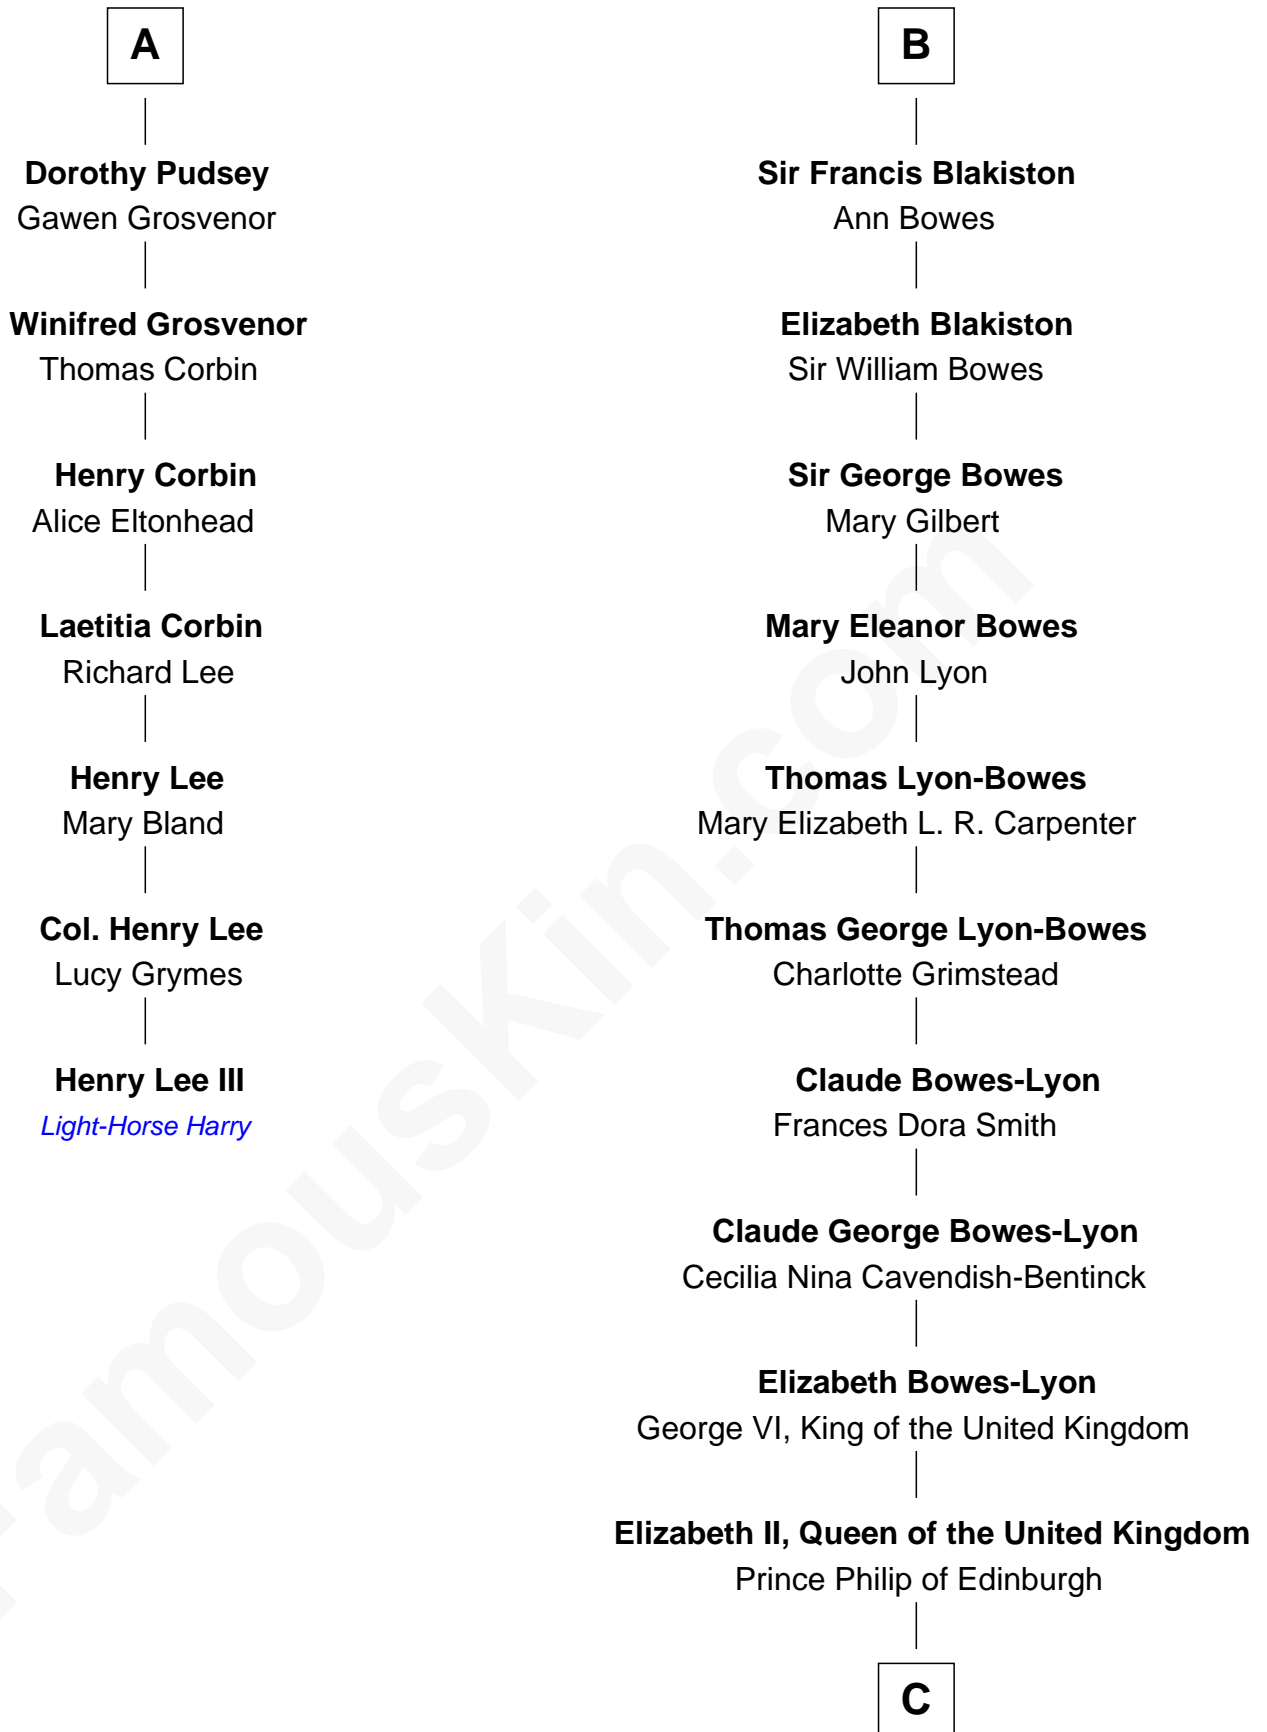 A
Dorothy Pudsey
Gawen Grosvenor
Winifred Grosvenor
Thomas Corbin
Henry Corbin
Alice Eltonhead
Laetitia Corbin
Richard Lee
Henry Lee
Mary Bland
Col. Henry Lee
Lucy Grymes
Henry Lee III
Light-Horse Harry
B
Sir Francis Blakiston
Ann Bowes
Elizabeth Blakiston
Sir William Bowes
Sir George Bowes
Mary Gilbert
Mary Eleanor Bowes
John Lyon
Thomas Lyon-Bowes
Mary Elizabeth L. R. Carpenter
Thomas George Lyon-Bowes
Charlotte Grimstead
Claude Bowes-Lyon
Frances Dora Smith
Claude George Bowes-Lyon
Cecilia Nina Cavendish-Bentinck
Elizabeth Bowes-Lyon
George VI, King of the United Kingdom
Elizabeth II, Queen of the United Kingdom
Prince Philip of Edinburgh
C
FamousKin.com